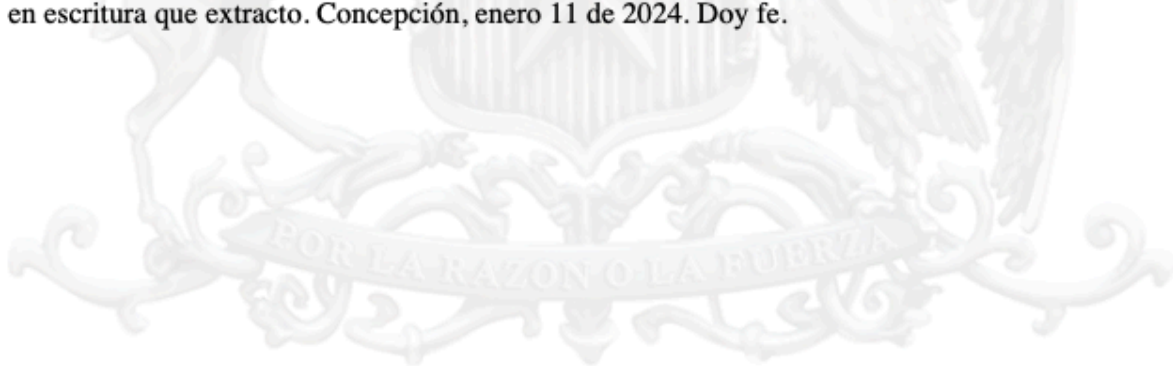 en escritura que extracto. Concepción, enero 11 de 2024. Doy fe.
POR LA RAZON O LA FUERZA